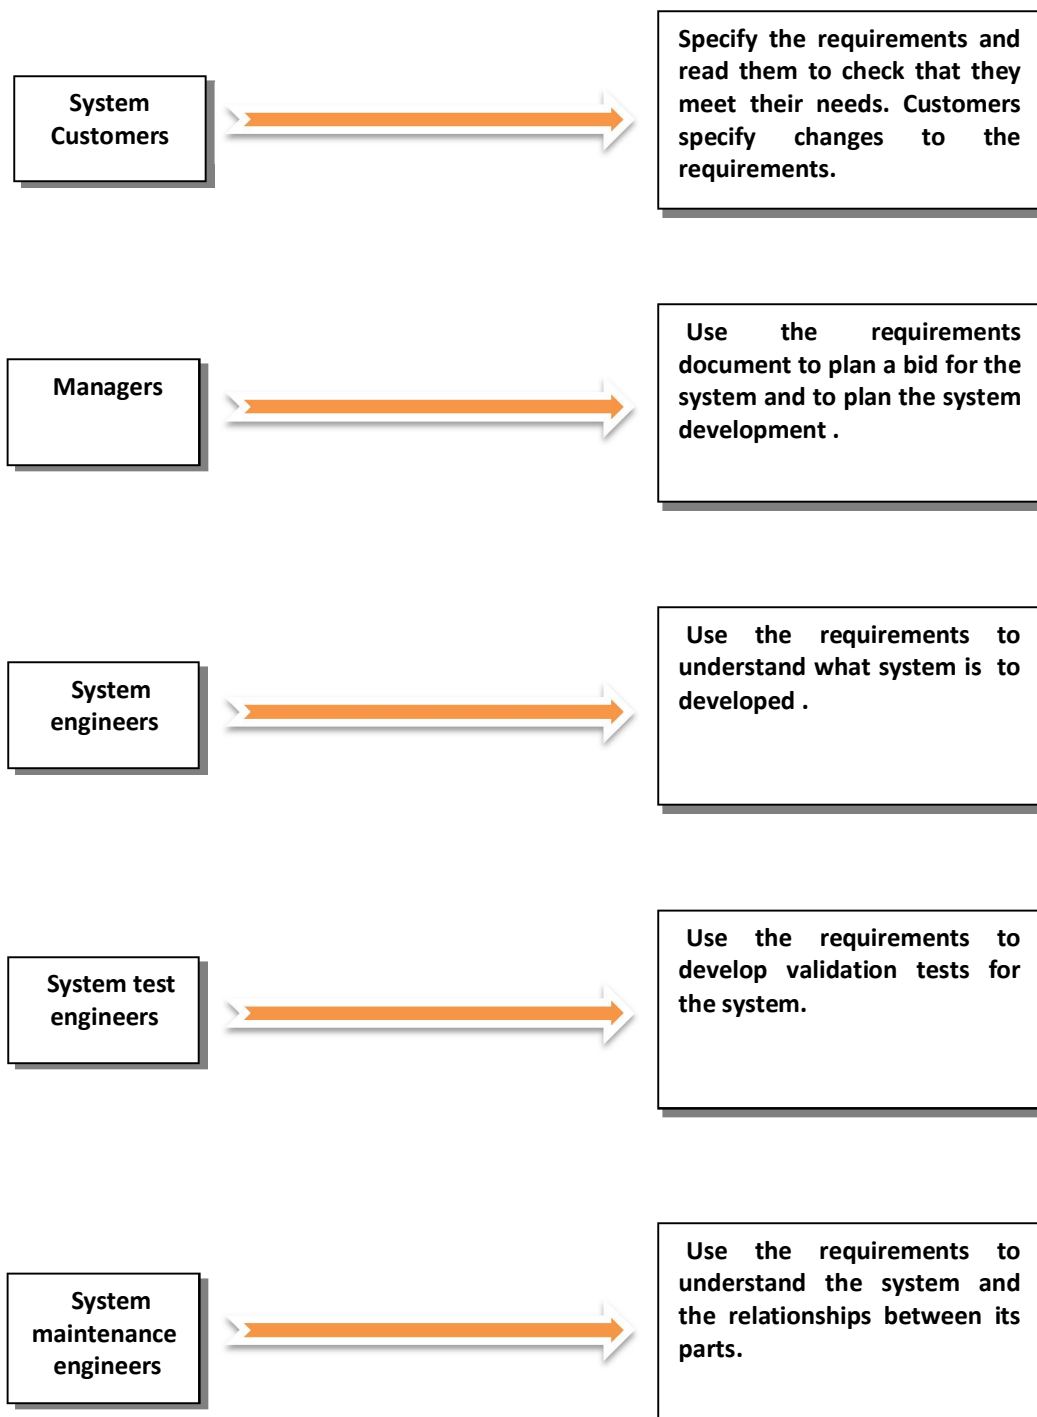 System
Customers
Specify the requirements and
read them to check that they
meet their needs. Customers
specify changes to the
requirements.
Managers
Use the requirements
document to plan a bid for the
system and to plan the system
development .
System
engineers
Use the requirements to
understand what system is to
developed .
System test
engineers
Use the requirements to
develop validation tests for
the system.
System
maintenance
engineers
Use the requirements to
understand the system and
the relationships between its
parts.